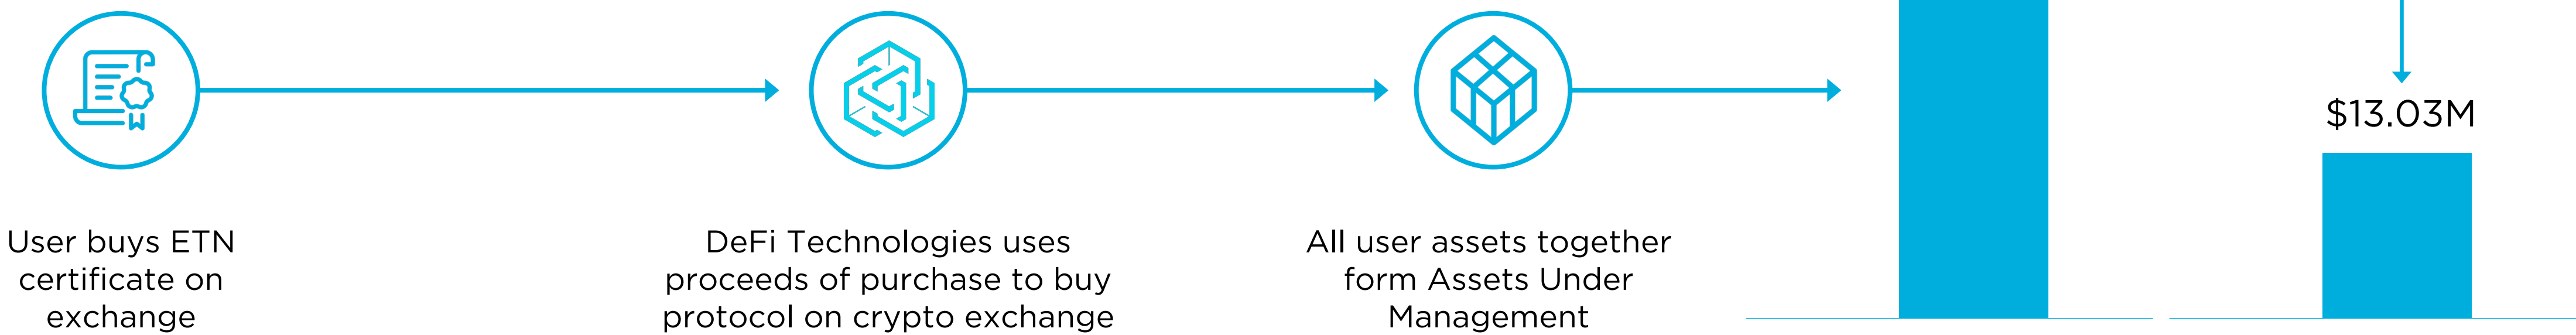 $13.03M
User buys ETN
certificate on
exchange
DeFi Technologies uses
proceeds of purchase to buy
protocol on crypto exchange
All user assets together
form Assets Under
Management